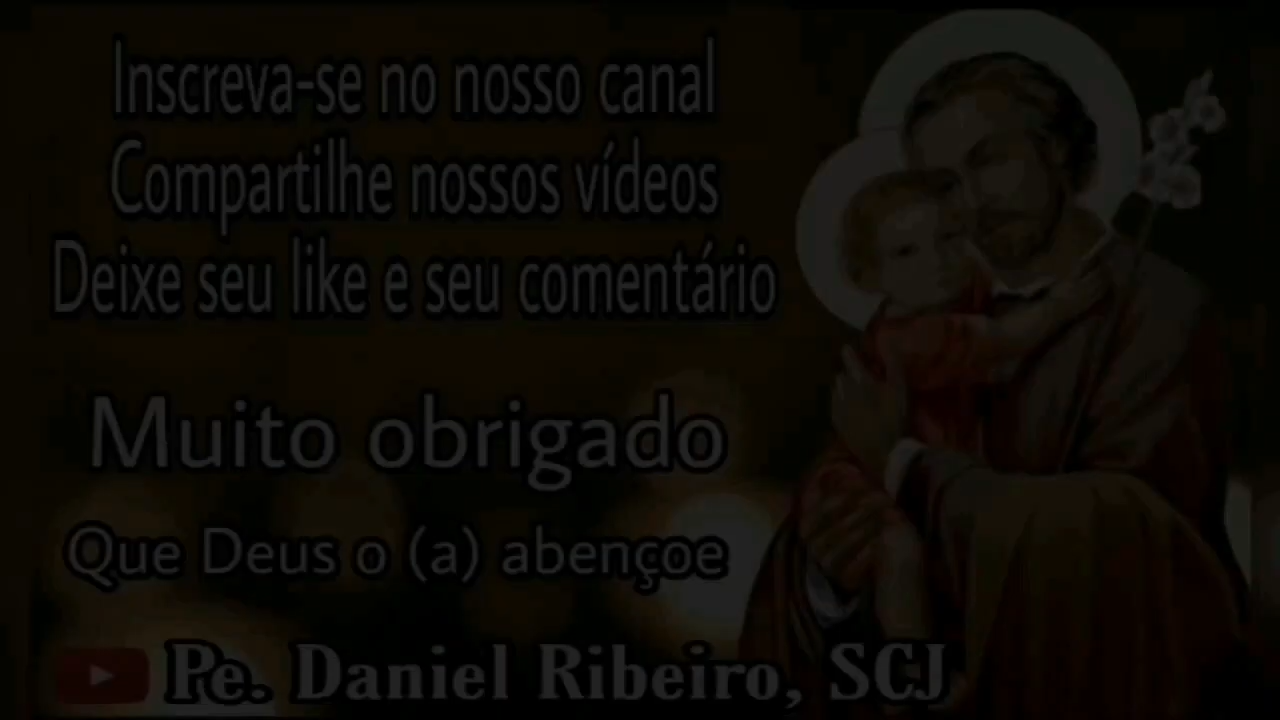 Inscreva-se no nosso canal
Compartilhe nossos vídeos
Deixe seu like e seu comentário
Muito obrigado
Que Deus o (a) abençoe
Pe. Daniel Ribeiro, SCJ